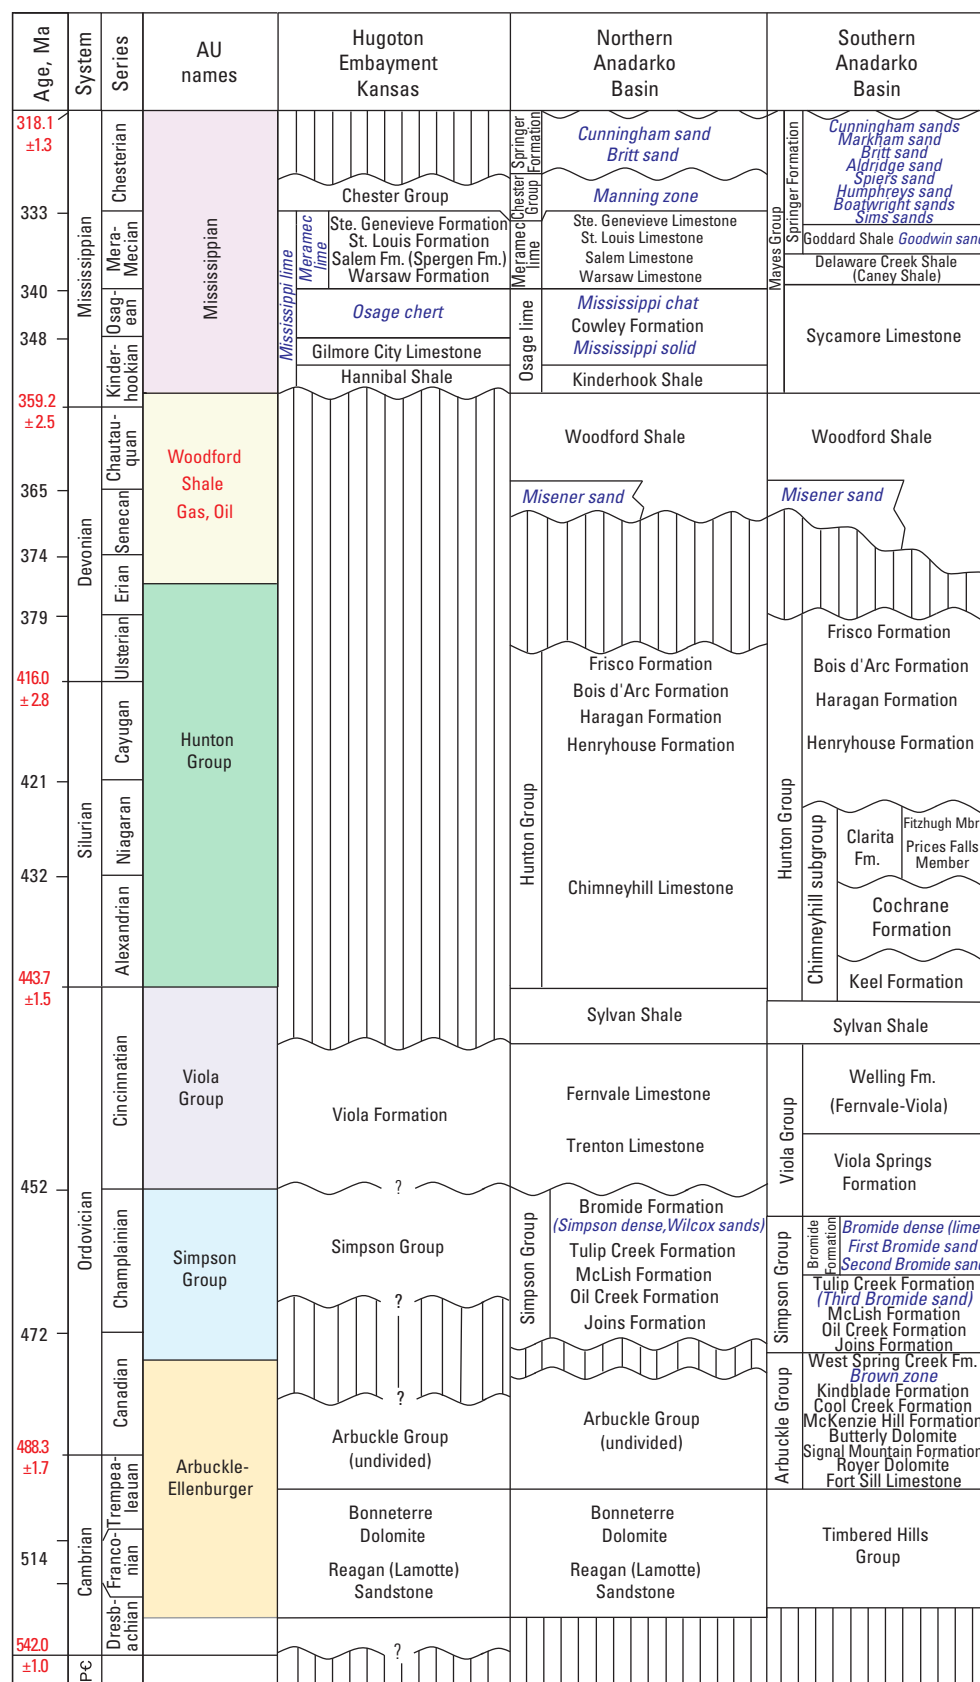 Age, Ma
System
Series
AU
names
Hugoton
Embayment
Kansas
Northern
Anadarko
Basin
Southern
Anadarko
Basin
318.1
±1.3
333
340
348
359.2
±2.5
365
374
379
416.0
±2.8
421
432
443.7
±1.5
452
472
488.3
±1.7
514
542.0
±1.0
Mississippian
Devonian
Silurian
Ordovician
Cambrian
P€
Chesterian
Mera-
Mecian
Osag-
ean
Kinder-
hookian
Chautau-
quan
Senecan
Erian
Ulsterian
Cayugan
Niagaran
Alexandrian
Cincinnatian
Champlainian
Canadian
Trempea-
leauan
Franco-
nian
Dresb-
achian
Mississippian
Woodford
Shale
Gas, Oil
Hunton
Group
Viola
Group
Simpson
Group
Arbuckle-
Ellenburger
Chester Group
Mississippi lime
Meramec
lime
Ste. Genevieve Formation
St. Louis Formation
Salem Fm. (Spergen Fm.)
Warsaw Formation
Osage chert
Gilmore City Limestone
Hannibal Shale
Viola Formation
?
Simpson Group
?
?
Arbuckle Group
(undivided)
Bonneterre
Dolomite
Reagan (Lamotte)
Sandstone
?
Springer
Formation
Cunningham sand
Britt sand
Chester
Group
Manning zone
Meramec
lime
Ste. Genevieve Limestone
St. Louis Limestone
Salem Limestone
Warsaw Limestone
Osage lime
Mississippi chat
Cowley Formation
Mississippi solid
Kinderhook Shale
Woodford Shale
Misener sand
Hunton Group
Frisco Formation
Bois d'Arc Formation
Haragan Formation
Henryhouse Formation
Chimneyhill Limestone
Sylvan Shale
Fernvale Limestone
Trenton Limestone
Simpson Group
Bromide Formation
(Simpson dense,Wilcox sands)
Tulip Creek Formation
McLish Formation
Oil Creek Formation
Joins Formation
Arbuckle Group
(undivided)
Bonneterre
Dolomite
Reagan (Lamotte)
Sandstone
Mayes Group
Springer Formation
Cunningham sands
Markham sand
Britt sand
Aldridge sand
Spiers sand
Humphreys sand
Boatwright sands
Sims sands
Goddard Shale Goodwin sand
Delaware Creek Shale
(Caney Shale)
Sycamore Limestone
Woodford Shale
Misener sand
Hunton Group
Frisco Formation
Bois d'Arc Formation
Haragan Formation
Henryhouse Formation
Chimneyhill subgroup
Clarita
Fm.
Fitzhugh Mbr
Prices Falls
Member
Cochrane
Formation
Keel Formation
Sylvan Shale
Viola Group
Welling Fm.
(Fernvale-Viola)
Viola Springs
Formation
Simpson Group
Bromide
Formation
Bromide dense (lime
First Bromide sand
Second Bromide sand
Tulip Creek Formation
(Third Bromide sand)
McLish Formation
Oil Creek Formation
Joins Formation
Arbuckle Group
West Spring Creek Fm.
Brown zone
Kindblade Formation
Cool Creek Formation
McKenzie Hill Formation
Butterly Dolomite
Signal Mountain Formation
Royer Dolomite
Fort Sill Limestone
Timbered Hills
Group